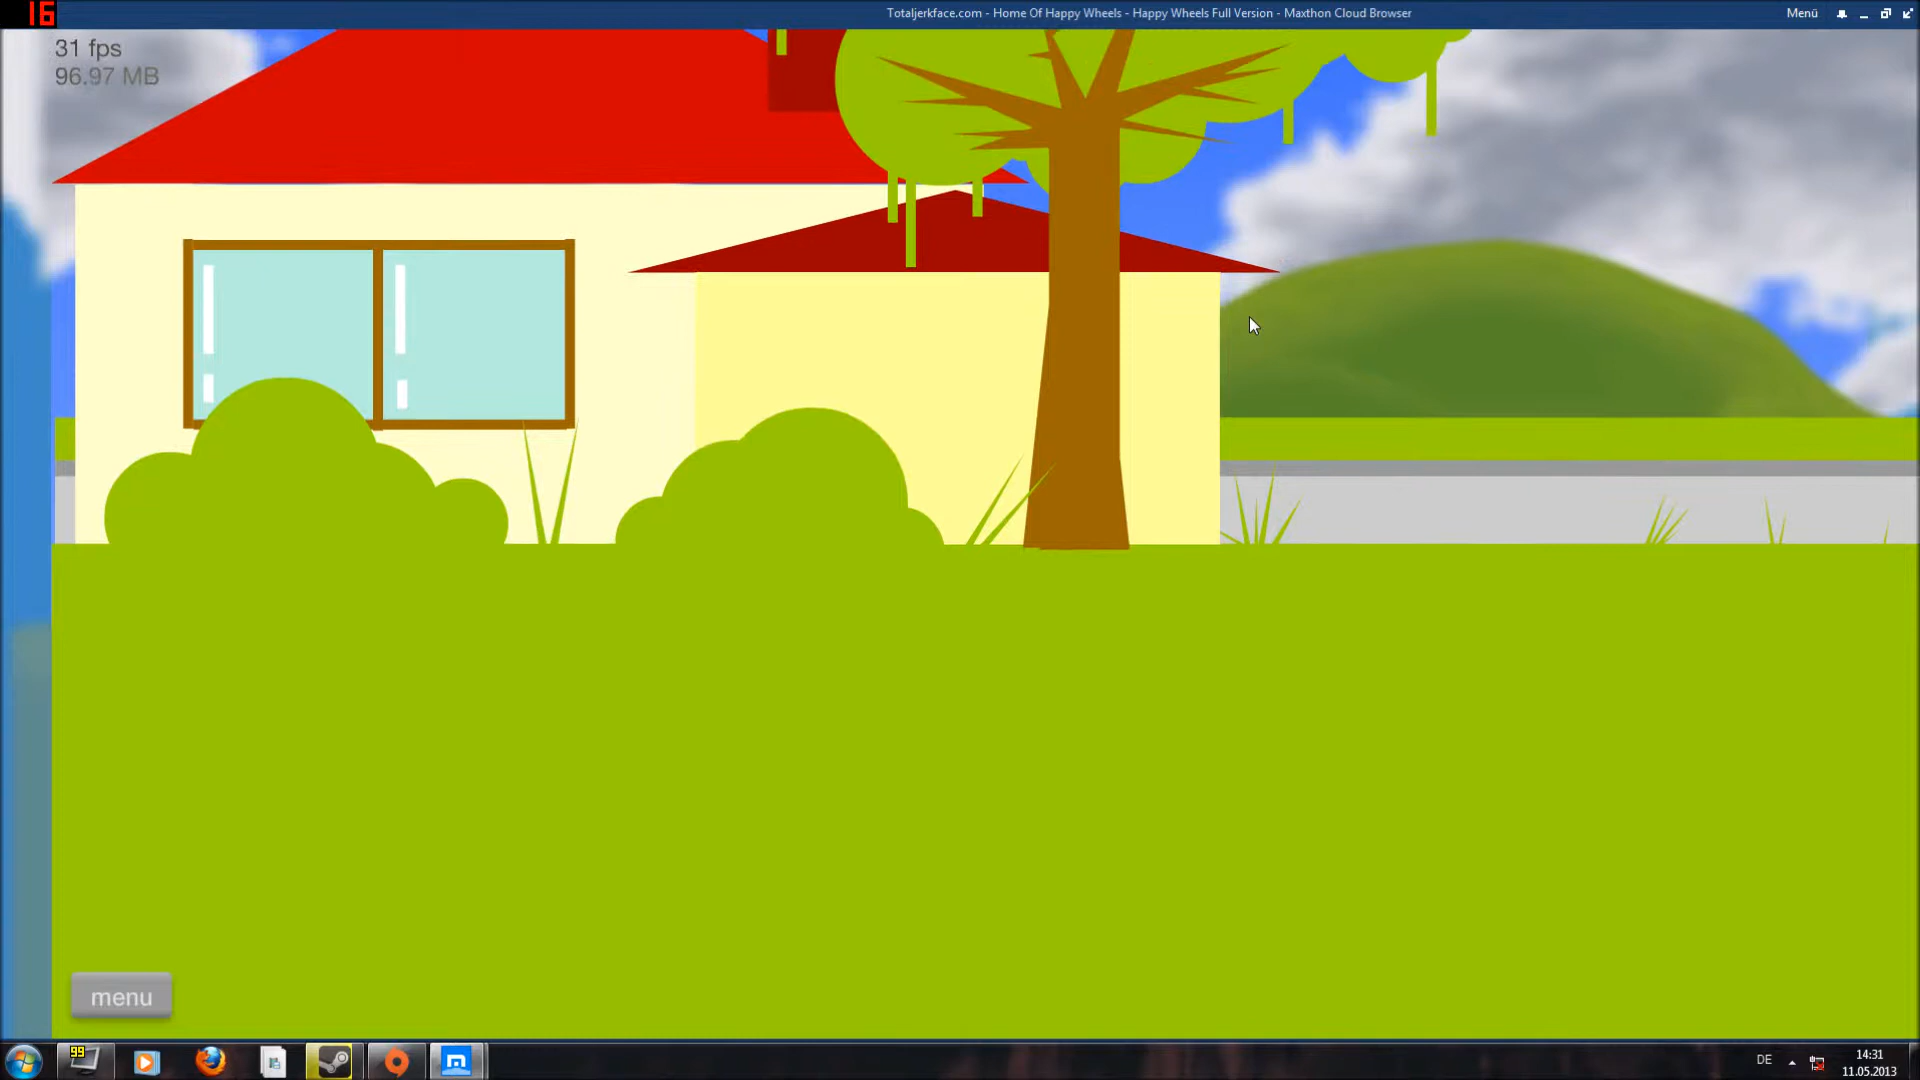 16
Totaljerkface.com - Home Of Happy Wheels - Happy Wheels Full Version - Maxthon Cloud Browser
Menü
31 fps
96.97 MB
menu
99
DE
14:31
11.05.2013